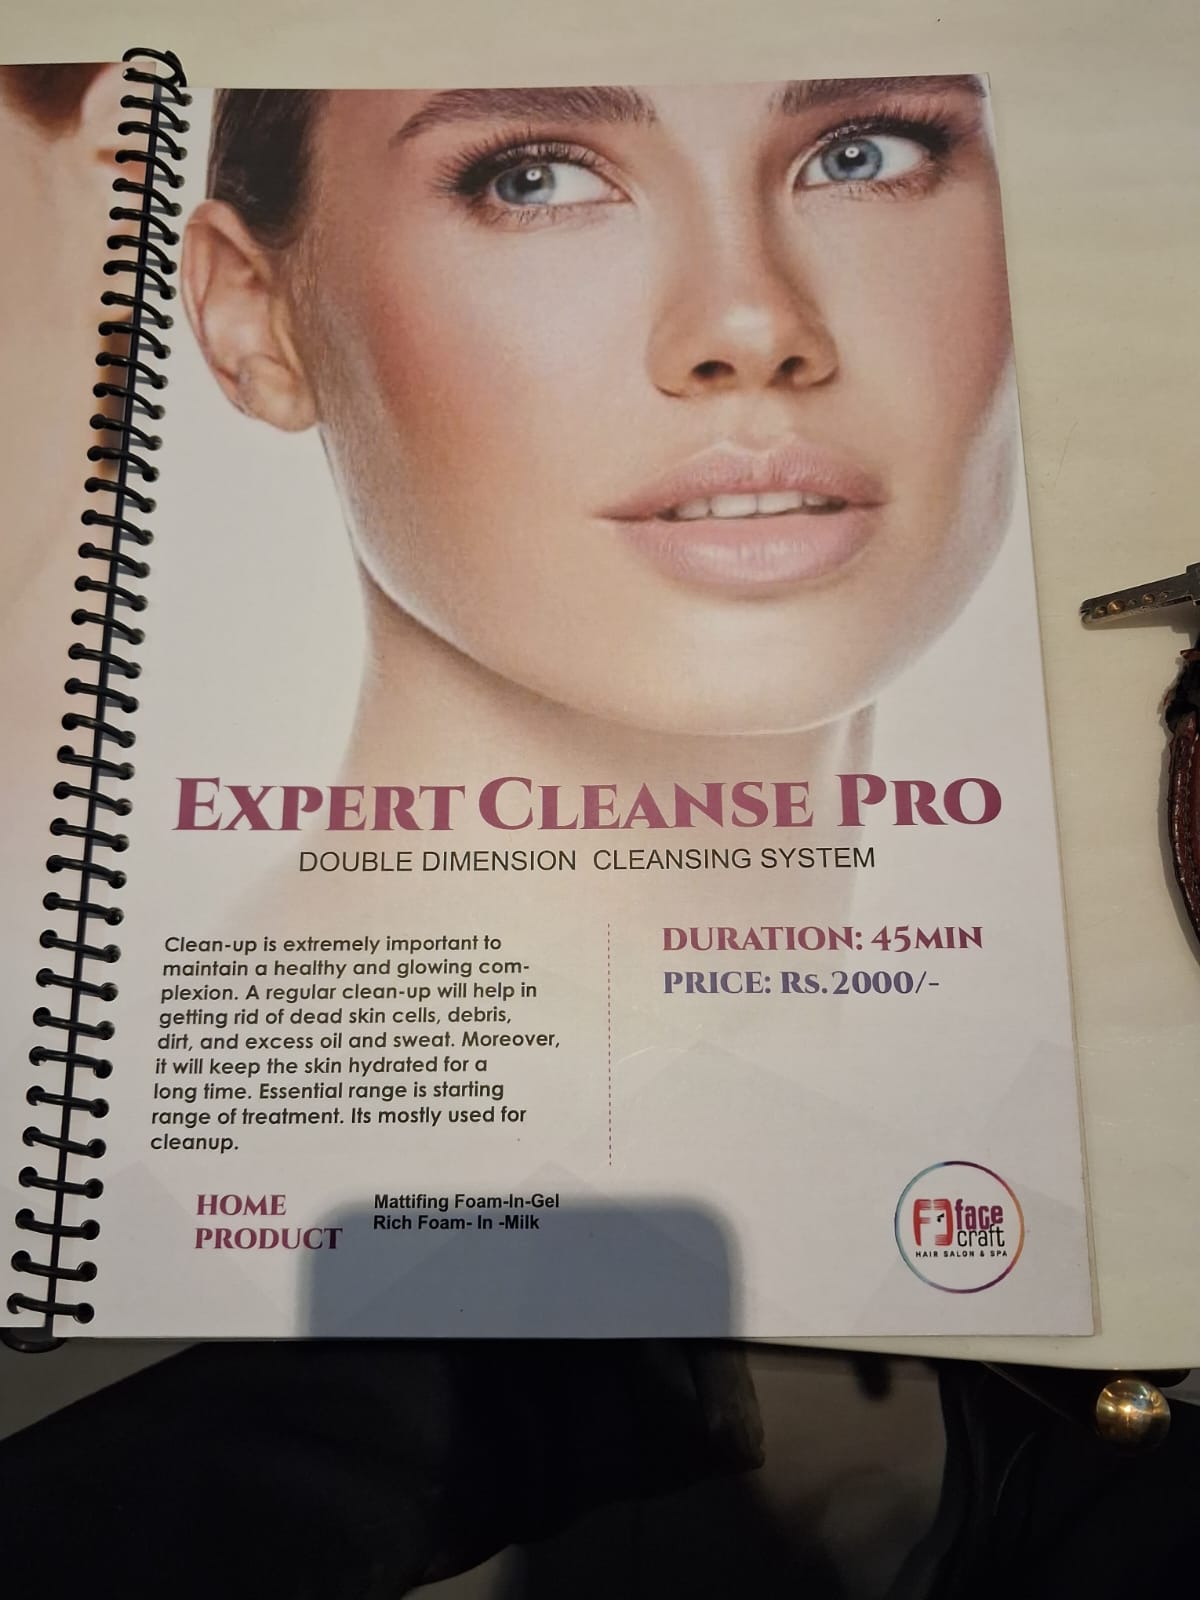 EXPERT CLEANSE PRO
DOUBLE DIMENSION CLEANSING SYSTEM
Clean-up is extremely important to
maintain a healthy and glowing com-
plexion. A regular clean-up will help in
getting rid of dead skin cells, debris,
dirt, and excess oil and sweat. Moreover,
it will keep the skin hydrated for a
long time. Essential range is starting
range of treatment. Its mostly used for
cleanup.
DURATION: 45MIN
PRICE: Rs.2000/-
HOME
PRODUCT
Mattifing Foam-In-Gel
Rich Foam- In -Milk
face
craft
HAIR SALON & SPA